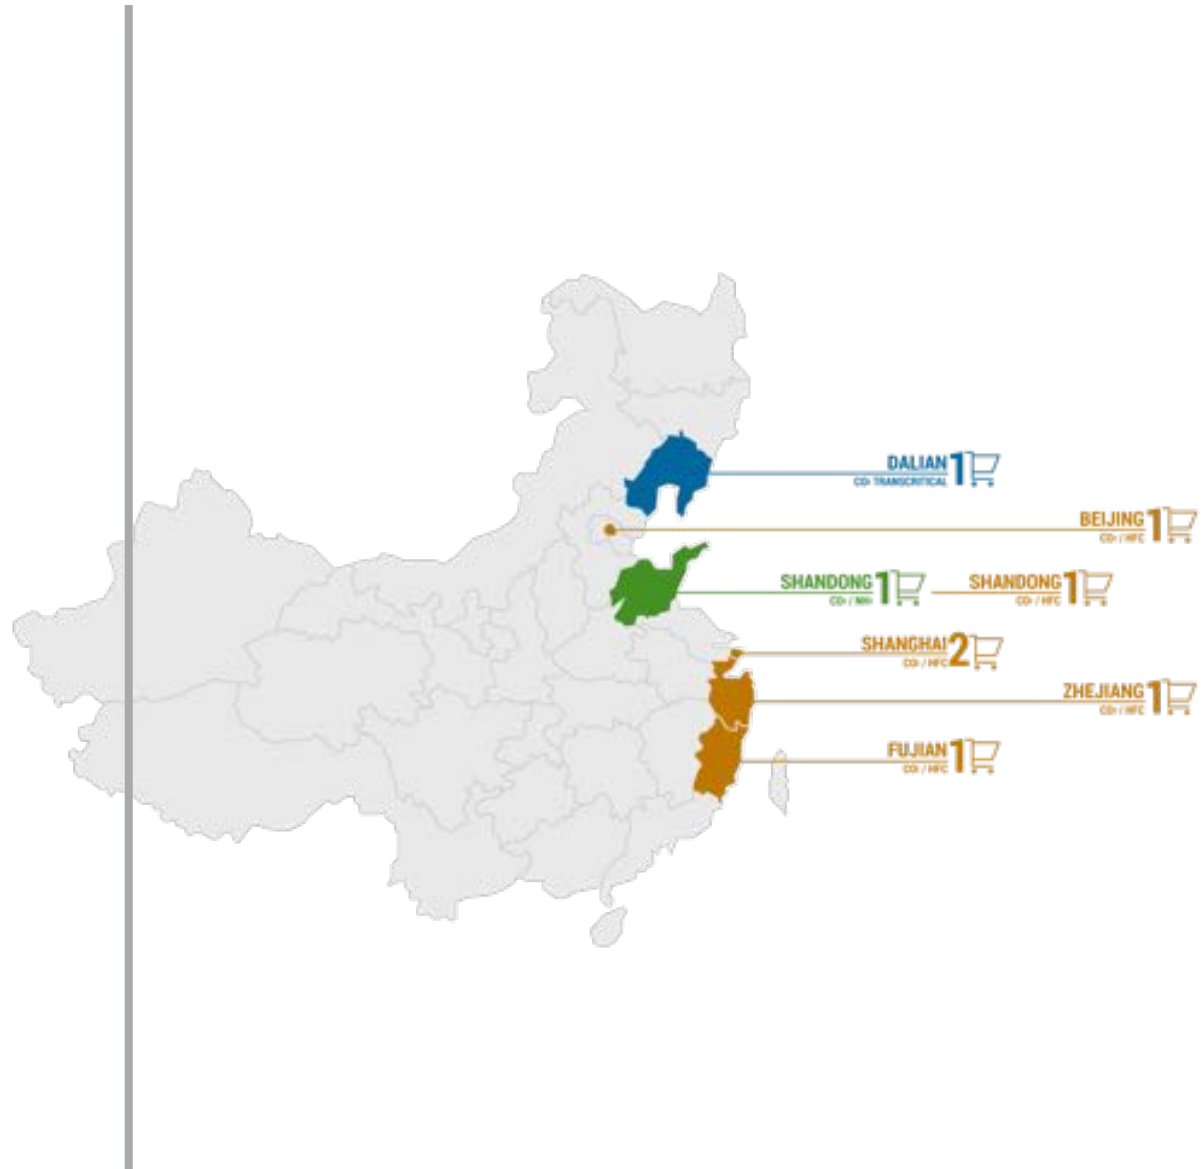 DALIAN 1
CO₂ TRANSCRITICAL
BEIJING 1
CO₂ / HFC
SHANDONG 1
CO₂ / NH₃
SHANDONG 1
CO₂ / HFC
SHANGHAI 2
CO₂ / HFC
ZHEJIANG 1
CO₂ / HFC
FUJIAN 1
CO₂ / HFC